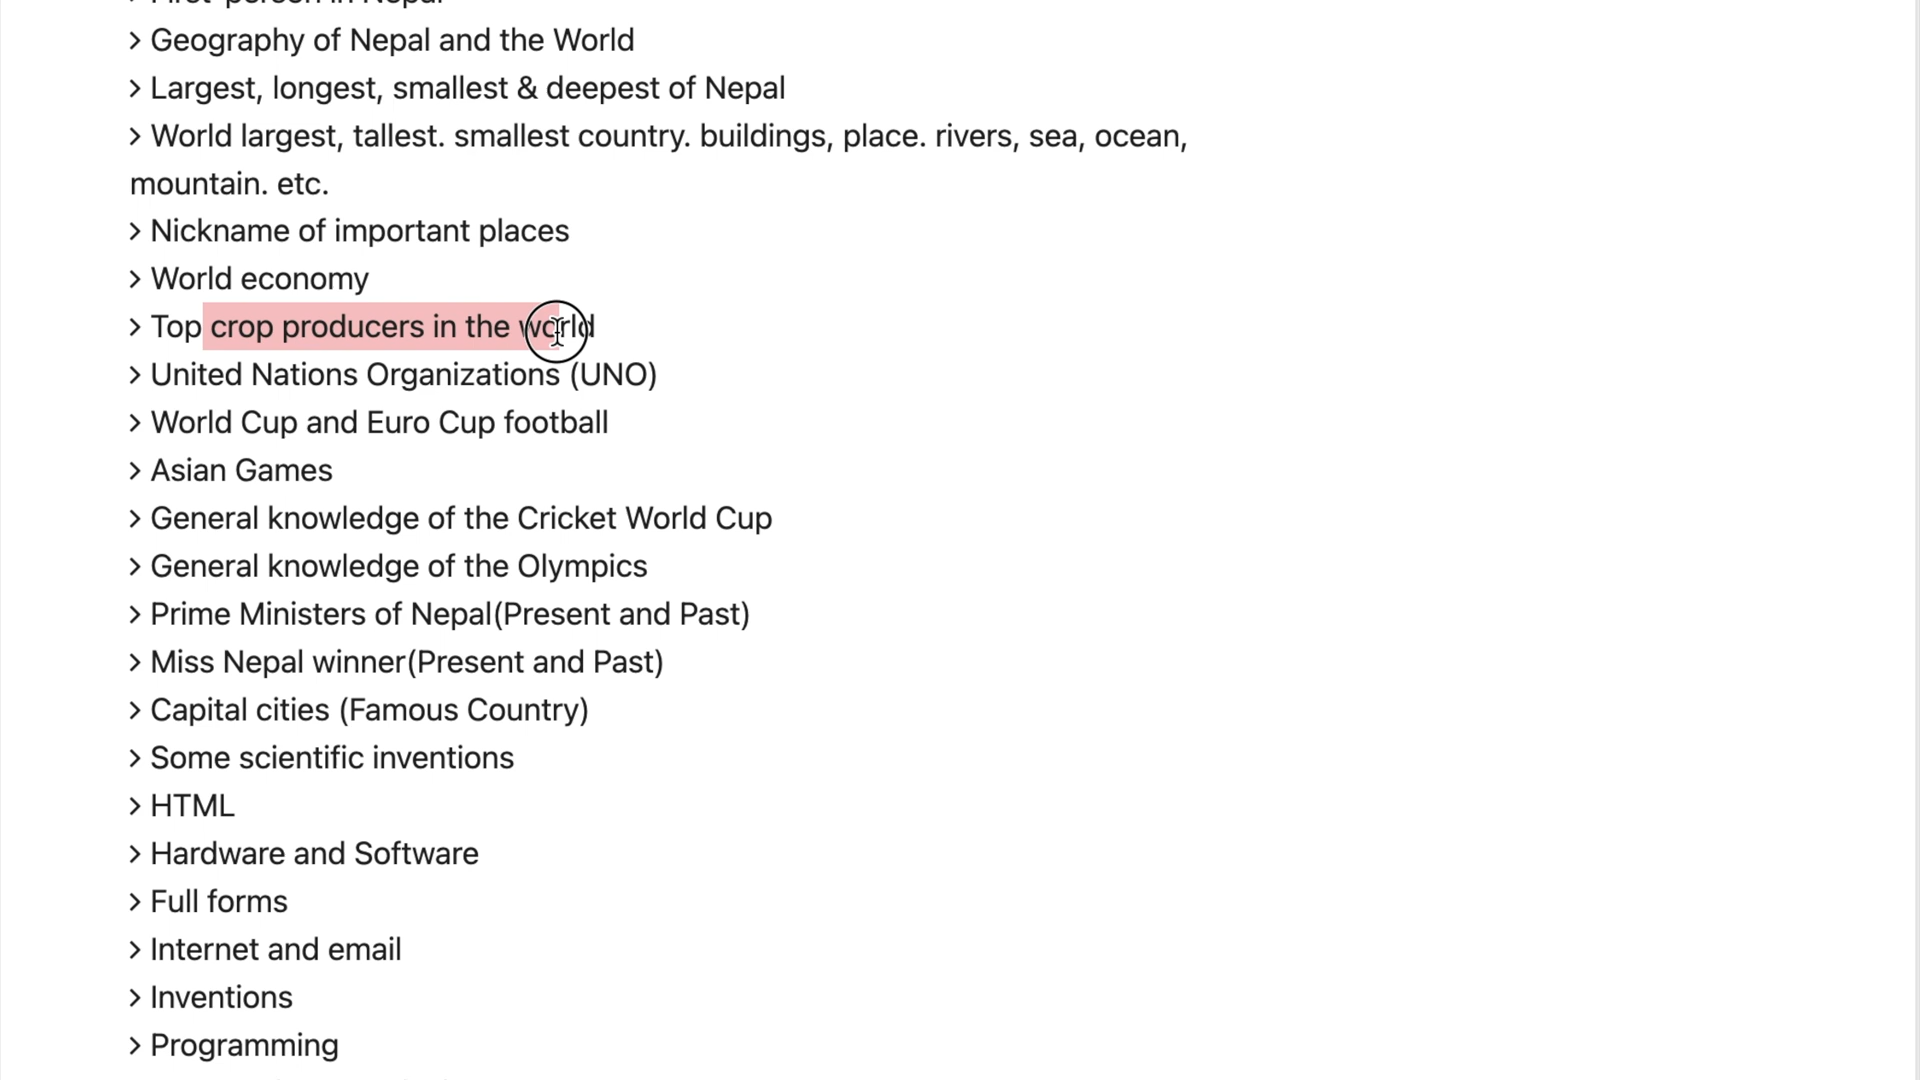 > First person in Nepal
> Geography of Nepal and the World
> Largest, longest, smallest & deepest of Nepal
> World largest, tallest. smallest country. buildings, place. rivers, sea, ocean,
mountain. etc.
> Nickname of important places
> World economy
> Top crop producers in the world
> United Nations Organizations (UNO)
> World Cup and Euro Cup football
> Asian Games
> General knowledge of the Cricket World Cup
> General knowledge of the Olympics
> Prime Ministers of Nepal(Present and Past)
> Miss Nepal winner(Present and Past)
> Capital cities (Famous Country)
> Some scientific inventions
> HTML
> Hardware and Software
> Full forms
> Internet and email
> Inventions
> Programming